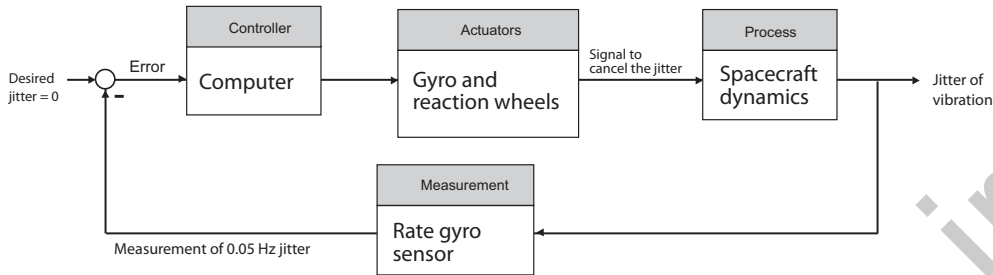 Controller
Computer
Actuators
Gyro and
reaction wheels
Process
Spacecraft
dynamics
Desired
jitter = 0
Error
-
Signal to
cancel the jitter
Jitter of
vibration
Measurement
Rate gyro
sensor
Measurement of 0.05 Hz jitter